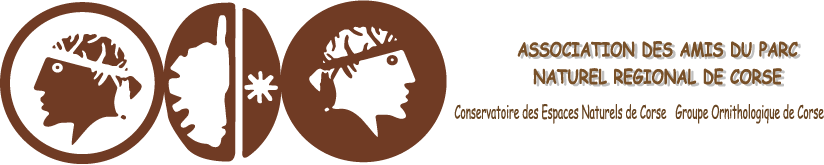 ASSOCIATION DES AMIS DU PARC
NATUREL REGIONAL DE CORSE
Conservatoire des Espaces Naturels de Corse Groupe Ornithologique de Corse